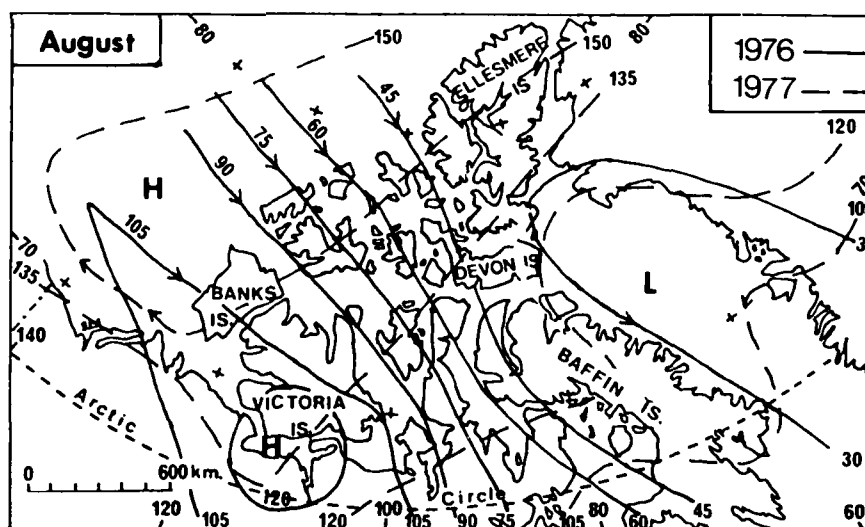 August
80
150
ELLESMERE
IS
150
80
1976
1977
135
120
45
60
75
90
H
105
70
135
140
BANKS
IS.
DEVON IS
L
30
BAFFIN IS.
VICTORIA
IS.
H
Arctic
Circle
0
600 km.
120
105
120
120
100
105
90
75
105
80
60
45
30
60